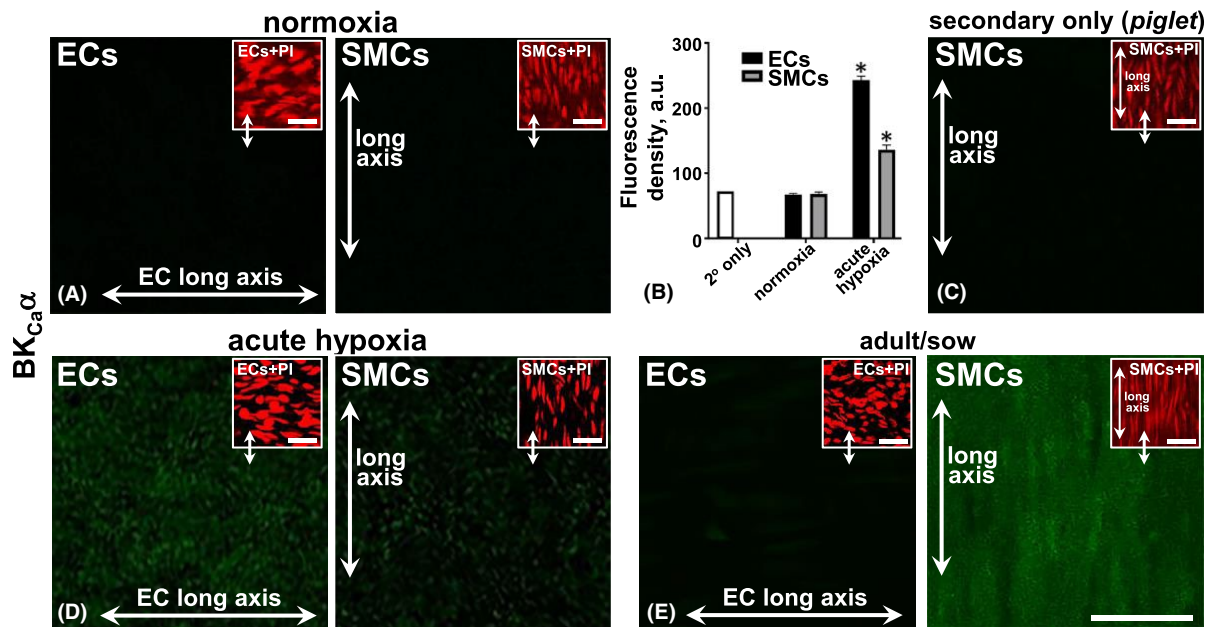 normoxia
ECs
ECs+PI
EC long axis
(A)
SMCs
SMCs+PI
long
axis
Fluorescence
density, a.u.
300
200
100
0
ECs
SMCs
*
*
2º only
normoxia
acute
hypoxia
(B)
secondary only (piglet)
SMCs
SMCs+PI
long
axis
long
axis
(C)
BKCaα
acute hypoxia
ECs
ECs+PI
EC long axis
(D)
SMCs
SMCs+PI
long
axis
adult/sow
ECs
ECs+PI
EC long axis
(E)
SMCs
SMCs+PI
long
axis
long
axis